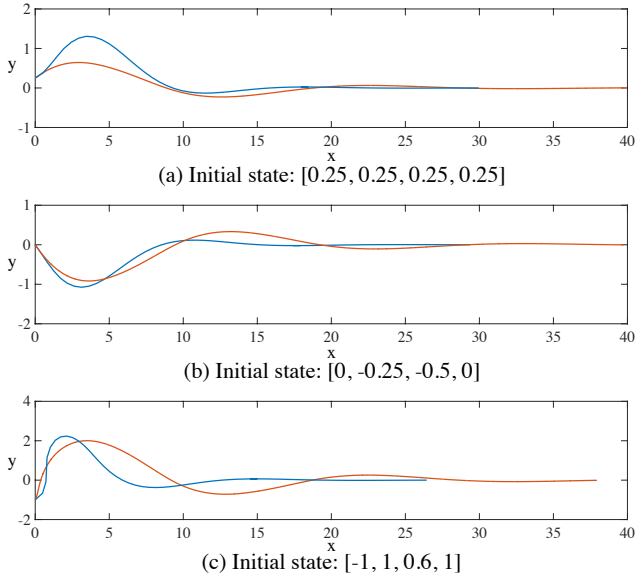 2
1
y
0
-1
0 5 10 15 20 25 30 35 40
x
(a) Initial state: [0.25, 0.25, 0.25, 0.25]
1
0
y
-1
-2
0 5 10 15 20 25 30 35 40
x
(b) Initial state: [0, -0.25, -0.5, 0]
4
2
y
0
-2
0 5 10 15 20 25 30 35 40
x
(c) Initial state: [-1, 1, 0.6, 1]